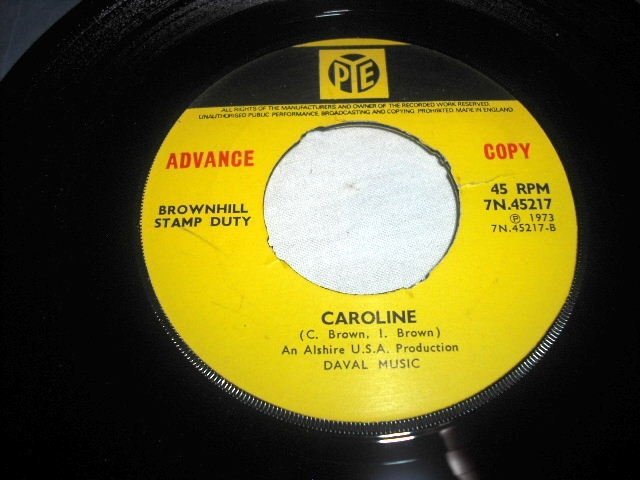 PYE
ALL RIGHTS OF THE MANUFACTURERS AND OWNER OF THE RECORDED WORK RESERVED.
UNAUTHORISED PUBLIC PERFORMANCE, BROADCASTING AND COPYING, PROHIBITED. MADE IN ENGLAND
ADVANCE COPY
BROWNHILL
STAMP DUTY
45 RPM
7N.45217
℗ 1973
7N.45217-B
CAROLINE
(C. Brown, I. Brown)
An Alshire U.S.A. Production
DAVAL MUSIC